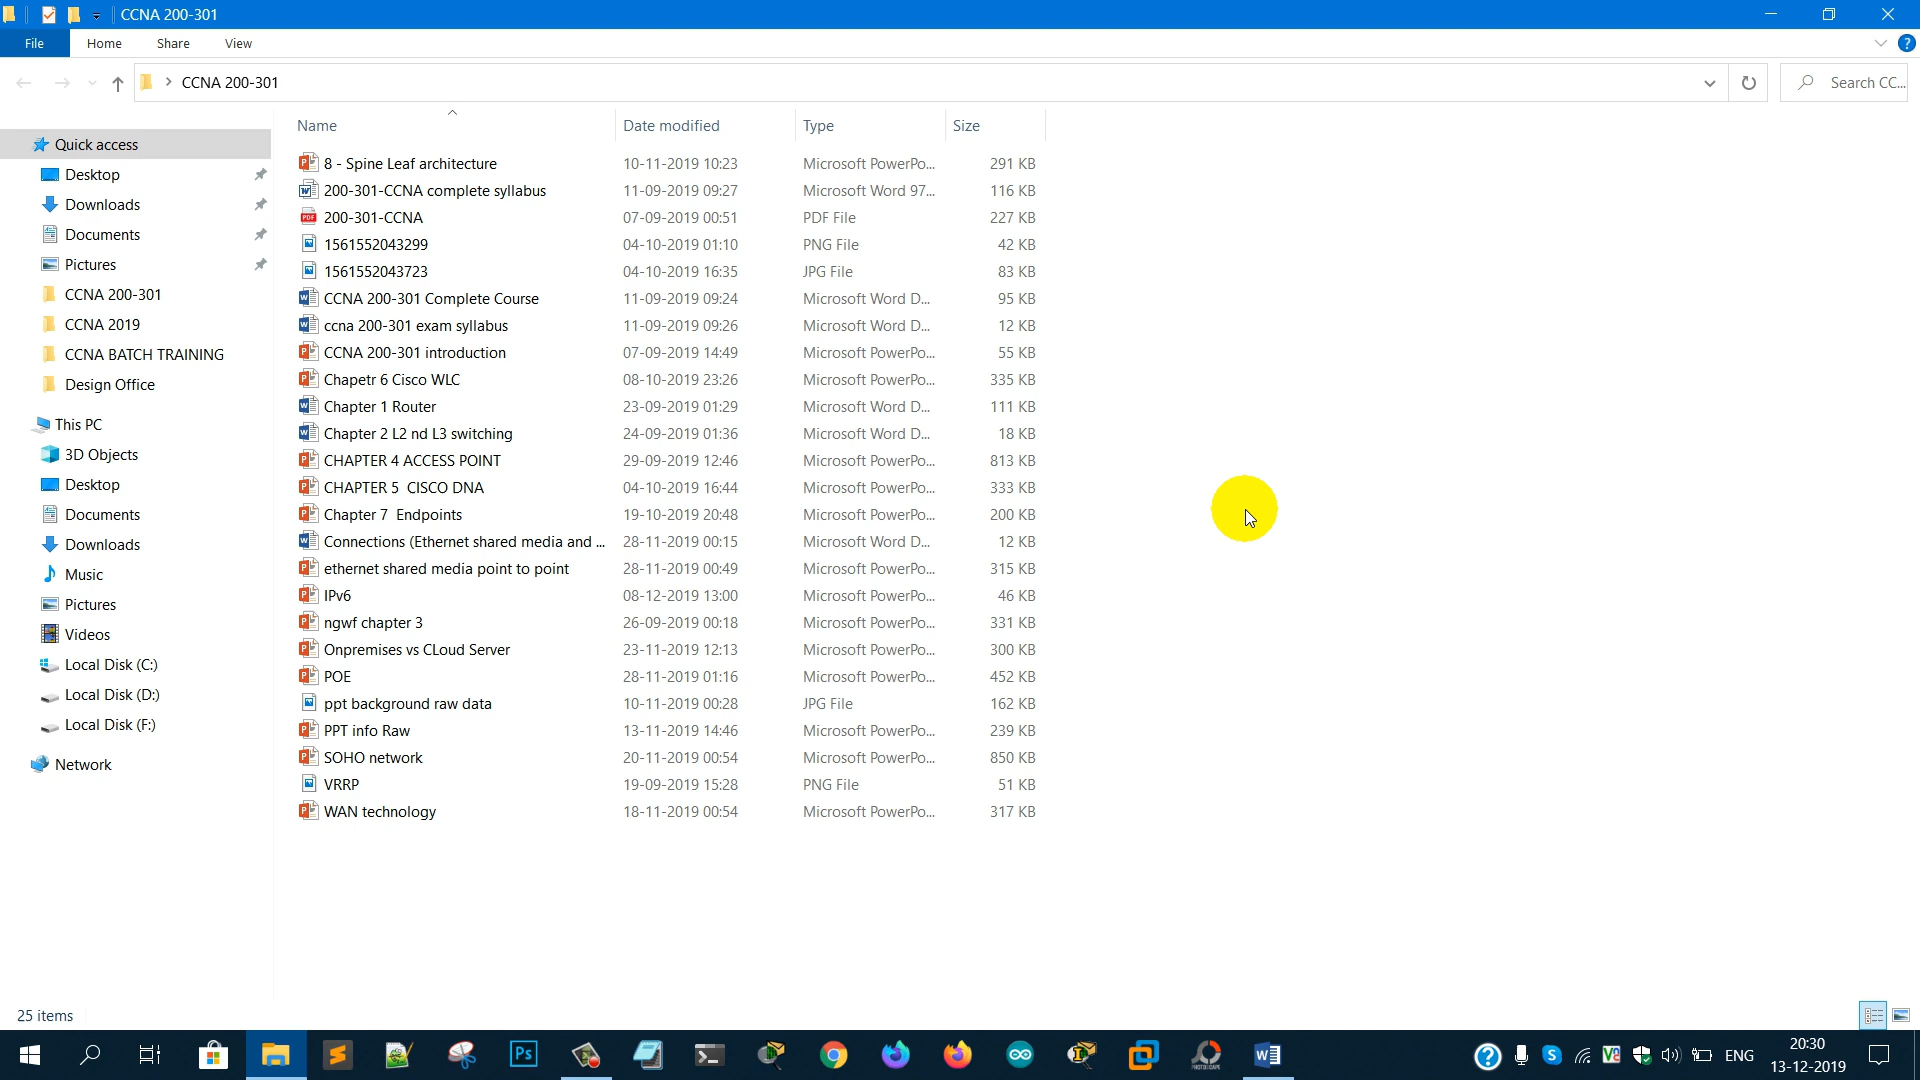 CCNA 200-301
File Home Share View
CCNA 200-301 Search CC...
Name Date modified Type Size
Quick access
Desktop
Downloads
Documents
Pictures
CCNA 200-301
CCNA 2019
CCNA BATCH TRAINING
Design Office
This PC
3D Objects
Desktop
Documents
Downloads
Music
Pictures
Videos
Local Disk (C:)
Local Disk (D:)
Local Disk (F:)
Network
8 - Spine Leaf architecture 10-11-2019 10:23 Microsoft PowerPo... 291 KB
200-301-CCNA complete syllabus 11-09-2019 09:27 Microsoft Word 97... 116 KB
200-301-CCNA 07-09-2019 00:51 PDF File 227 KB
1561552043299 04-10-2019 01:10 PNG File 42 KB
1561552043723 04-10-2019 16:35 JPG File 83 KB
CCNA 200-301 Complete Course 11-09-2019 09:24 Microsoft Word D... 95 KB
ccna 200-301 exam syllabus 11-09-2019 09:26 Microsoft Word D... 12 KB
CCNA 200-301 introduction 07-09-2019 14:49 Microsoft PowerPo... 55 KB
Chapetr 6 Cisco WLC 08-10-2019 23:26 Microsoft PowerPo... 335 KB
Chapter 1 Router 23-09-2019 01:29 Microsoft Word D... 111 KB
Chapter 2 L2 nd L3 switching 24-09-2019 01:36 Microsoft Word D... 18 KB
CHAPTER 4 ACCESS POINT 29-09-2019 12:46 Microsoft PowerPo... 813 KB
CHAPTER 5 CISCO DNA 04-10-2019 16:44 Microsoft PowerPo... 333 KB
Chapter 7 Endpoints 19-10-2019 20:48 Microsoft PowerPo... 200 KB
Connections (Ethernet shared media and ... 28-11-2019 00:15 Microsoft Word D... 12 KB
ethernet shared media point to point 28-11-2019 00:49 Microsoft PowerPo... 315 KB
IPv6 08-12-2019 13:00 Microsoft PowerPo... 46 KB
ngwf chapter 3 26-09-2019 00:18 Microsoft PowerPo... 331 KB
Onpremises vs CLoud Server 23-11-2019 12:13 Microsoft PowerPo... 300 KB
POE 28-11-2019 01:16 Microsoft PowerPo... 452 KB
ppt background raw data 10-11-2019 00:28 JPG File 162 KB
PPT info Raw 13-11-2019 14:46 Microsoft PowerPo... 239 KB
SOHO network 20-11-2019 00:54 Microsoft PowerPo... 850 KB
VRRP 19-09-2019 15:28 PNG File 51 KB
WAN technology 18-11-2019 00:54 Microsoft PowerPo... 317 KB
25 items
Ps
ENG
20:30
13-12-2019